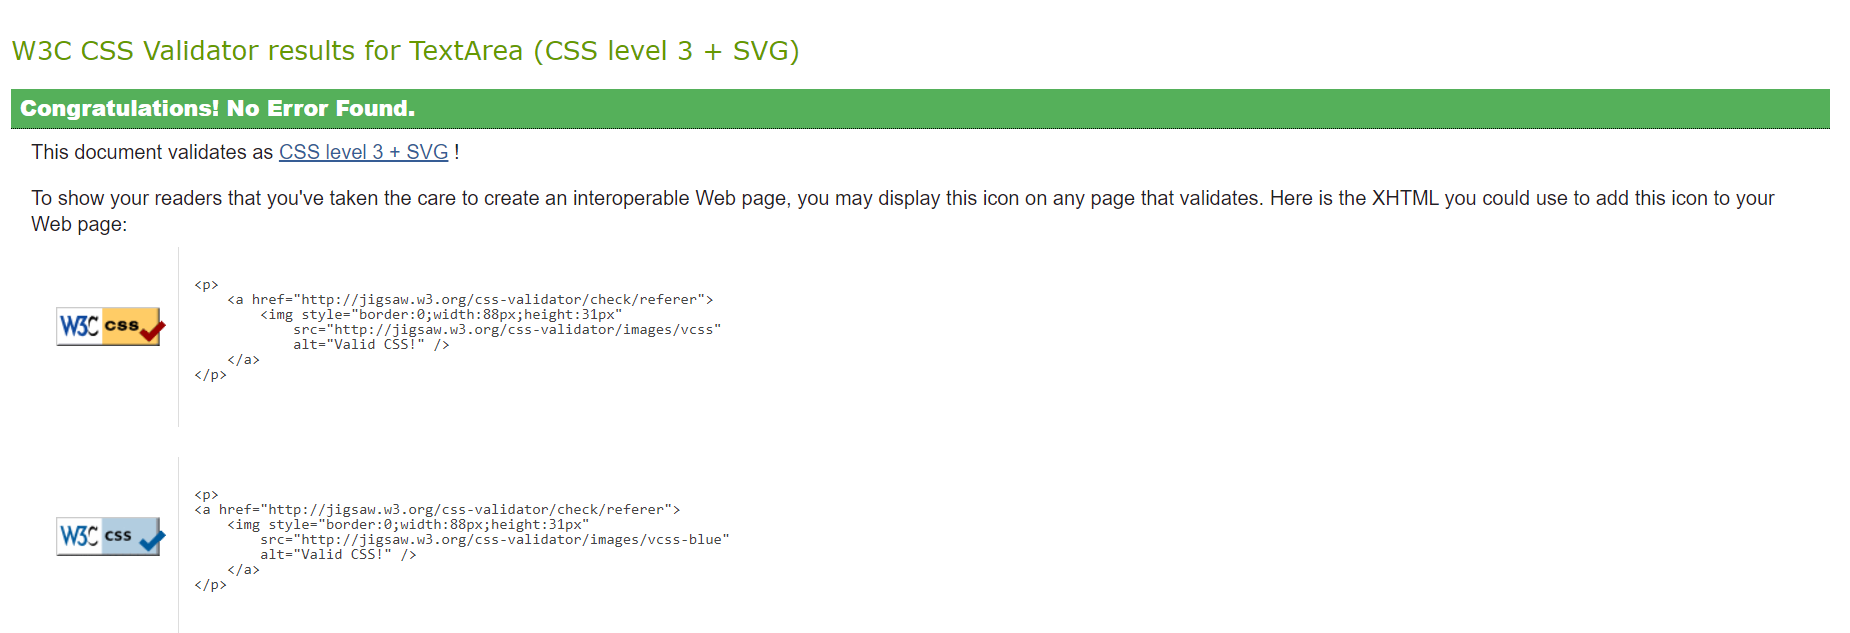 W3C CSS Validator results for TextArea (CSS level 3 + SVG)
Congratulations! No Error Found.
This document validates as CSS level 3 + SVG !
To show your readers that you've taken the care to create an interoperable Web page, you may display this icon on any page that validates. Here is the XHTML you could use to add this icon to your
Web page:
W3C css
<p>
    <a href="http://jigsaw.w3.org/css-validator/check/referer">
        <img style="border:0;width:88px;height:31px"
            src="http://jigsaw.w3.org/css-validator/images/vcss"
            alt="Valid CSS!" />
    </a>
</p>
W3C css
<p>
<a href="http://jigsaw.w3.org/css-validator/check/referer">
    <img style="border:0;width:88px;height:31px"
        src="http://jigsaw.w3.org/css-validator/images/vcss-blue"
        alt="Valid CSS!" />
    </a>
</p>